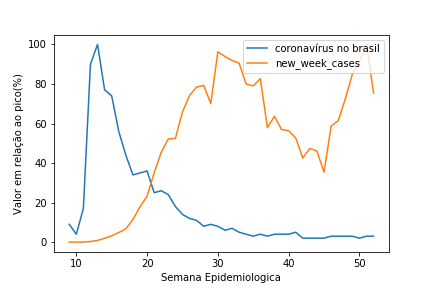 coronavírus no brasil
new_week_cases
Valor em relação ao pico(%)
100
80
60
40
20
0
10 20 30 40 50
Semana Epidemiologica